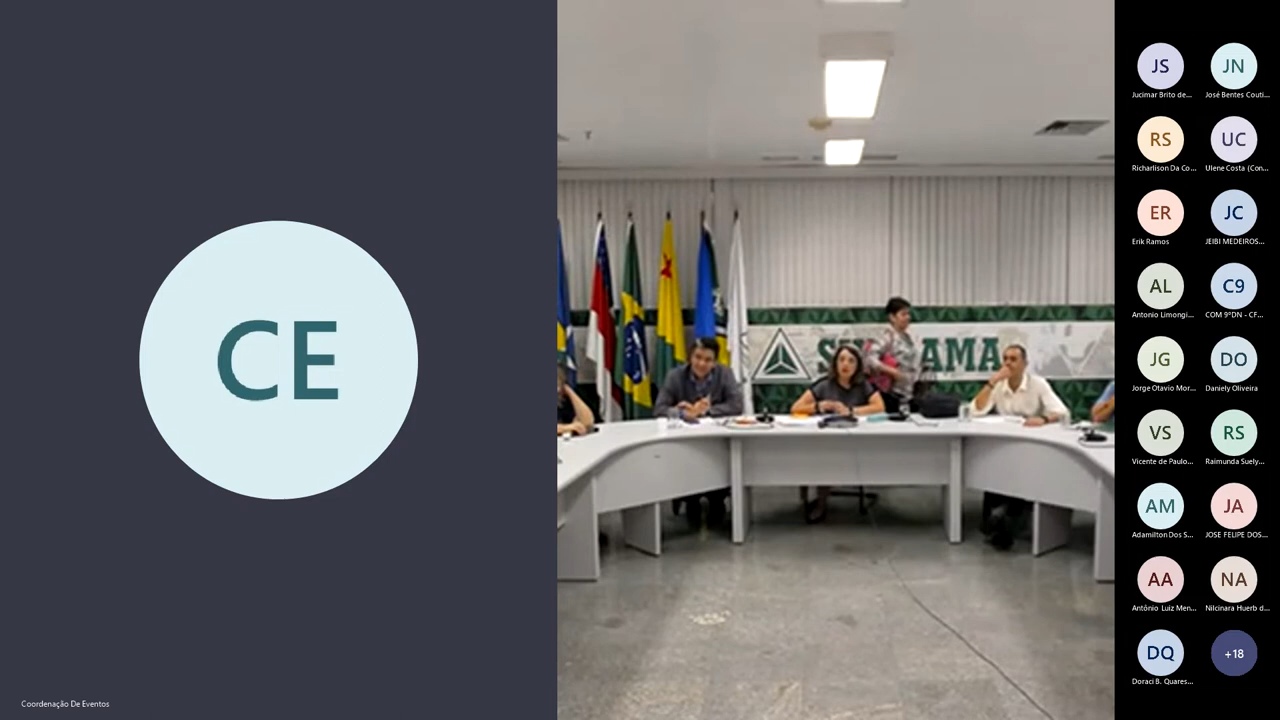 CE
Coordenação De Eventos
JS
Jucimar Brito de...
JN
José Bentes Couti...
RS
Richarlison Da Co...
UC
Ulene Costa (Con...
ER
Erik Ramos
JC
JEIBI MEDEIROS...
AL
Antonio Limongi...
C9
COM 9ºDN - CF...
JG
Jorge Otavio Mor...
DO
Daniely Oliveira
VS
Vicente de Paulo...
RS
Raimunda Suely...
AM
Adamilton Dos S...
JA
JOSE FELIPE DOS...
AA
Antônio Luiz Men...
NA
Nilcinara Huerb d...
DQ
Doraci B. Quares...
+18